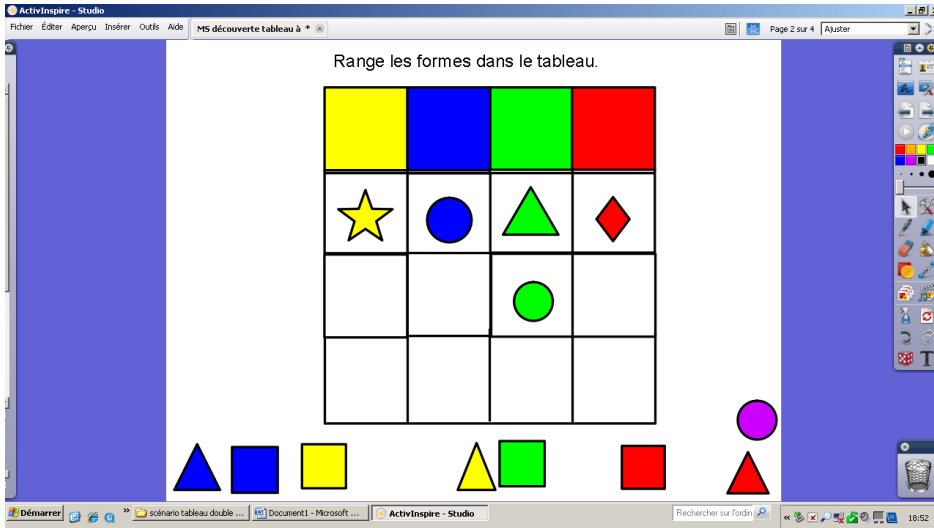 ActivInspire - Studio
Fichier Éditer Aperçu Insérer Outils Aide
MS découverte tableau à *
Page 2 sur 4
Ajuster
Range les formes dans le tableau.
Démarrer
scénario tableau double ...
Document1 - Microsoft ...
ActivInspire - Studio
Rechercher sur l'ordin
18:52